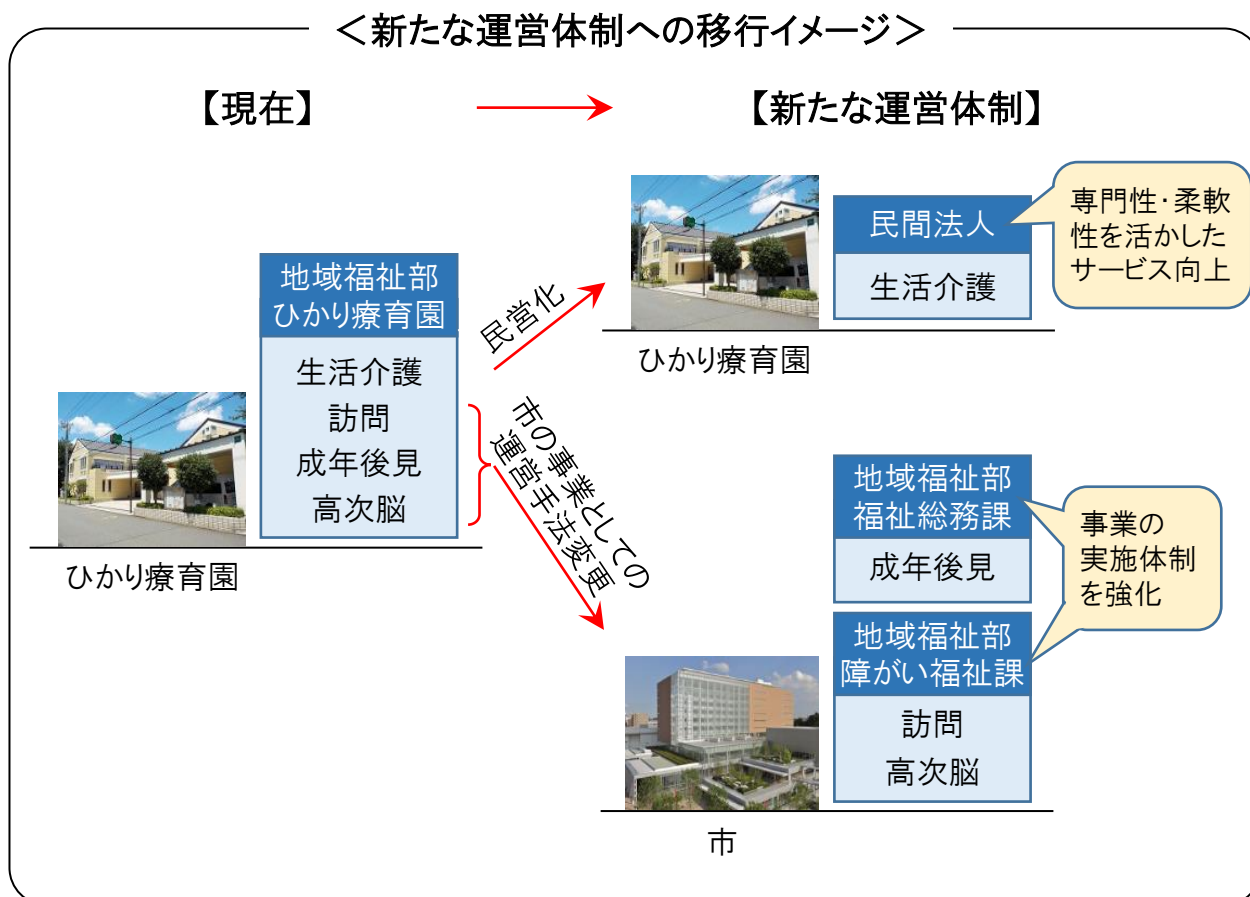 ＜新たな運営体制への移行イメージ＞
【現在】
【新たな運営体制】
地域福祉部
ひかり療育園
生活介護
訪問
成年後見
高次脳
ひかり療育園
民営化
市の事業としての
運営手法変更
民間法人
生活介護
専門性・柔軟
性を活かした
サービス向上
ひかり療育園
地域福祉部
福祉総務課
成年後見
地域福祉部
障がい福祉課
訪問
高次脳
事業の
実施体制
を強化
市